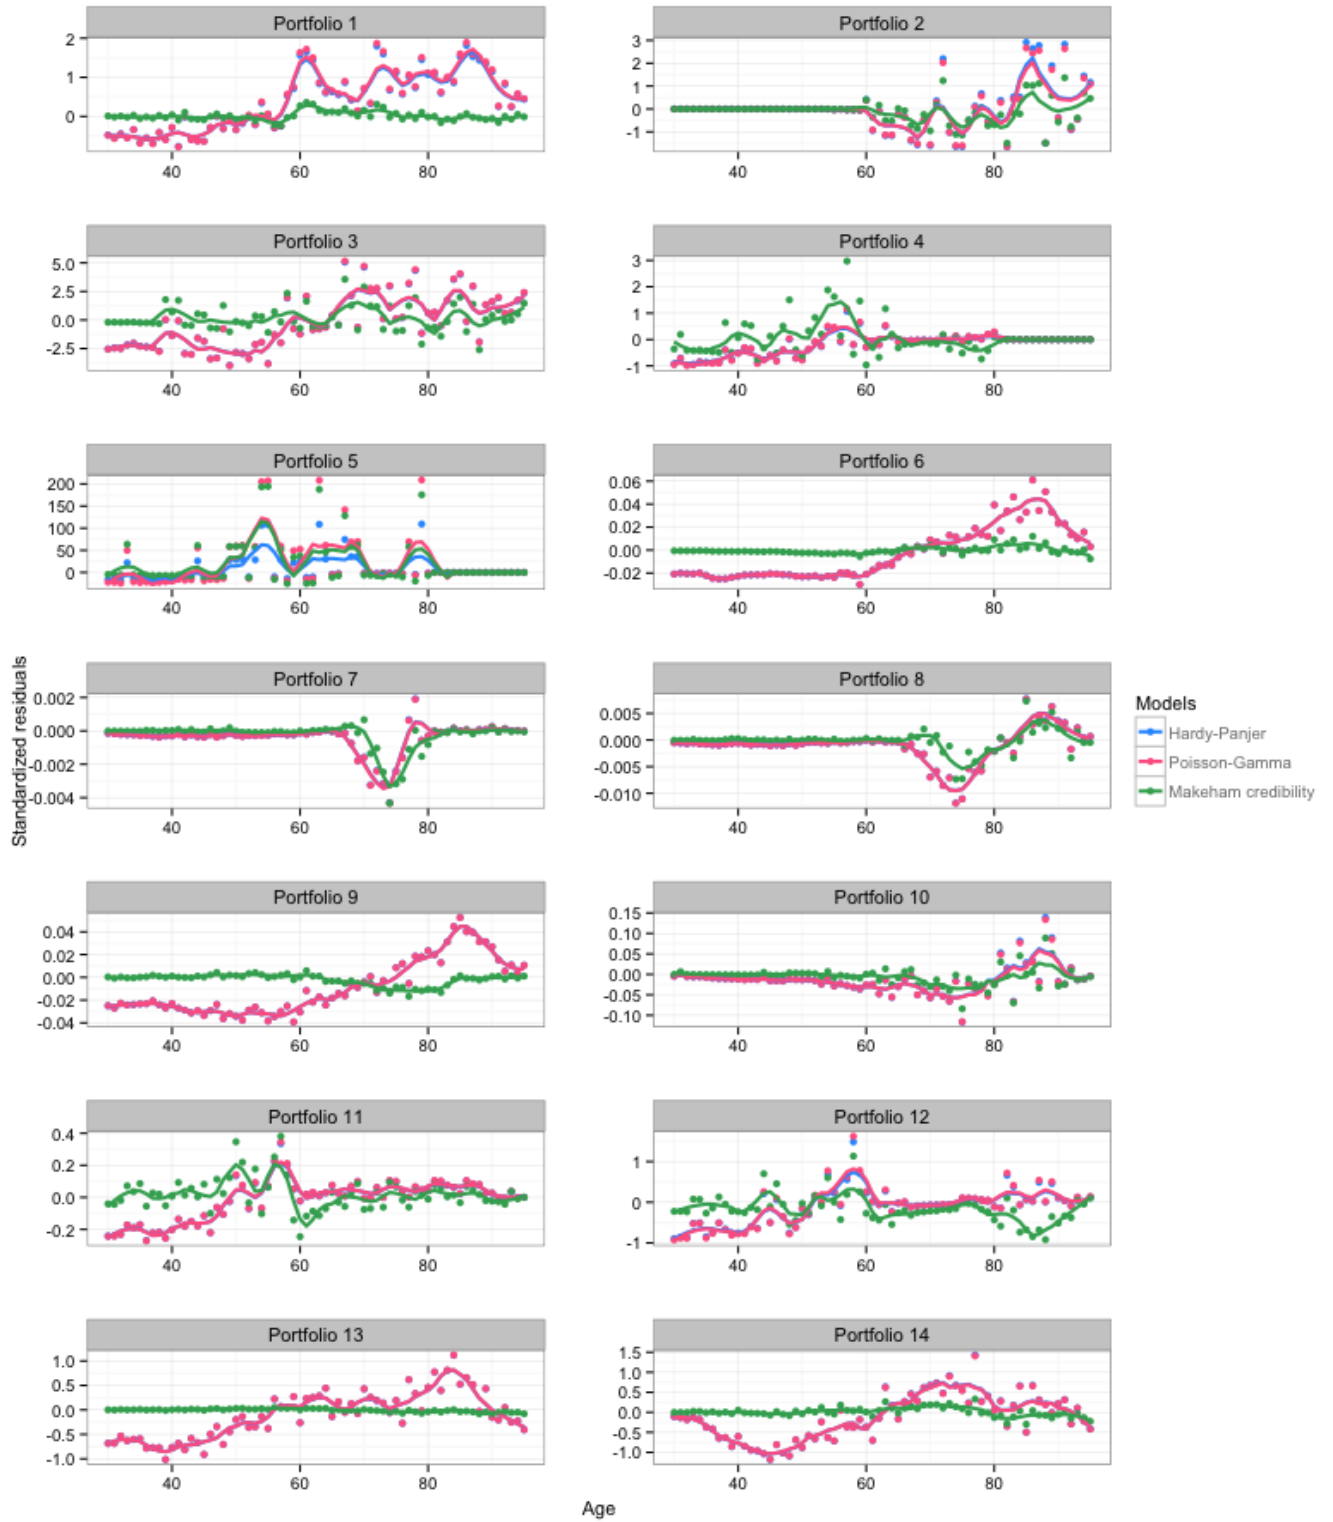 Portfolio 1
2
1
0
40 60 80
Portfolio 2
3
2
1
0
-1
40 60 80
Portfolio 3
5.0
2.5
0.0
-2.5
40 60 80
Portfolio 4
3
2
1
0
-1
40 60 80
Portfolio 5
200
150
100
50
0
40 60 80
Portfolio 6
0.06
0.04
0.02
0.00
-0.02
40 60 80
Portfolio 7
0.002
0.000
-0.002
-0.004
40 60 80
Portfolio 8
0.005
0.000
-0.005
-0.010
40 60 80
Portfolio 9
0.04
0.02
0.00
-0.02
-0.04
40 60 80
Portfolio 10
0.15
0.10
0.05
0.00
-0.05
-0.10
40 60 80
Portfolio 11
0.4
0.2
0.0
-0.2
40 60 80
Portfolio 12
1
0
-1
40 60 80
Portfolio 13
1.0
0.5
0.0
-0.5
-1.0
40 60 80
Portfolio 14
1.5
1.0
0.5
0.0
-0.5
-1.0
40 60 80
Standardized residuals
Age
Models
Hardy-Panjer
Poisson-Gamma
Makeham credibility